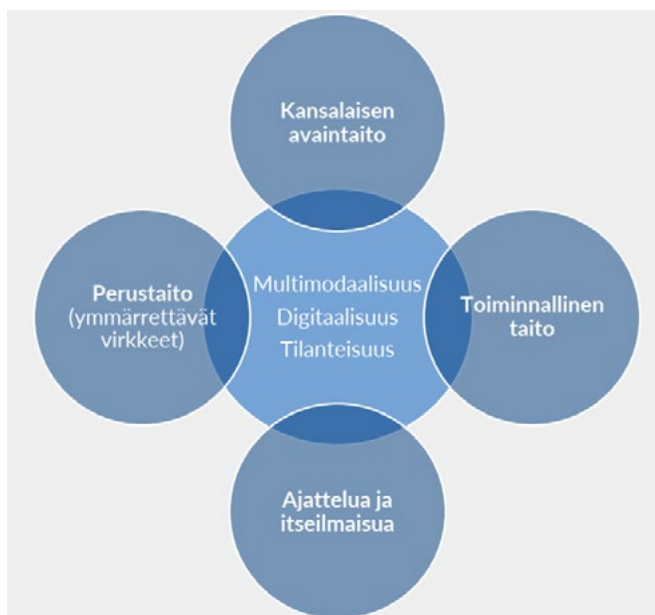 Kansalaisen
avaintaito
Perustaito
(ymmärrettävät
virkkeet)
Multimodaalisuus
Digitaalisuus
Tilanteisuus
Toiminnallinen
taito
Ajattelua ja
itseilmaisua